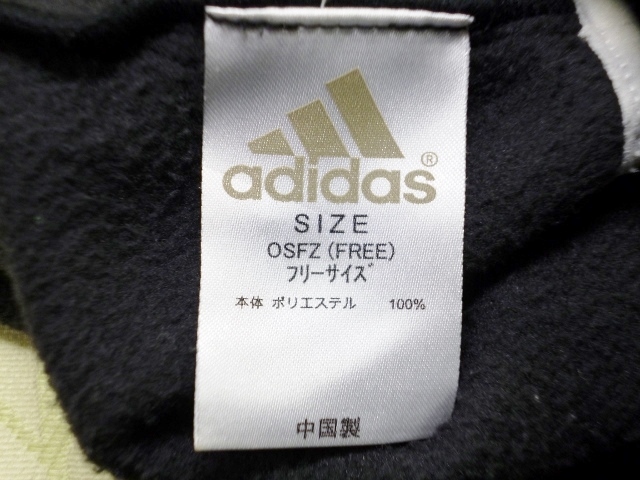 adidas®
SIZE
OSFZ (FREE)
フリーサイズ
本体 ポリエステル 100%
中国製